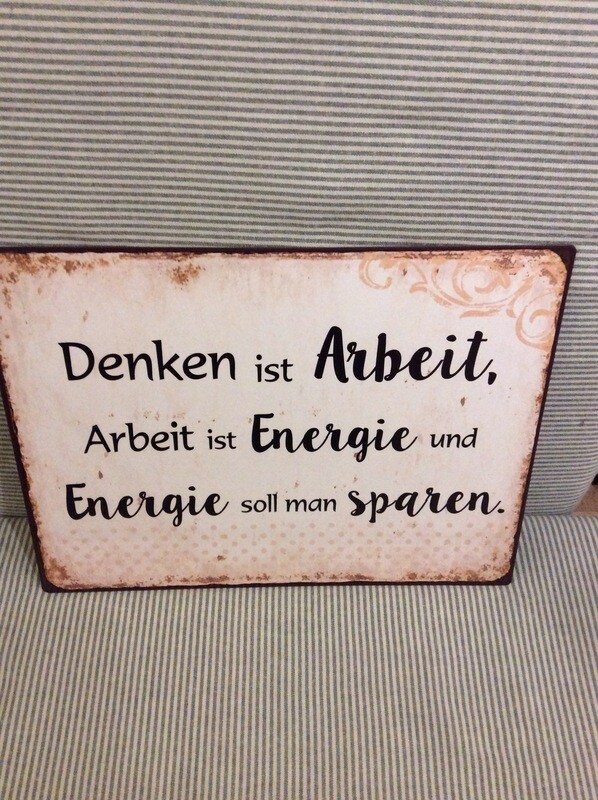 Denken ist Arbeit,
Arbeit ist Energie und
Energie soll man sparen.